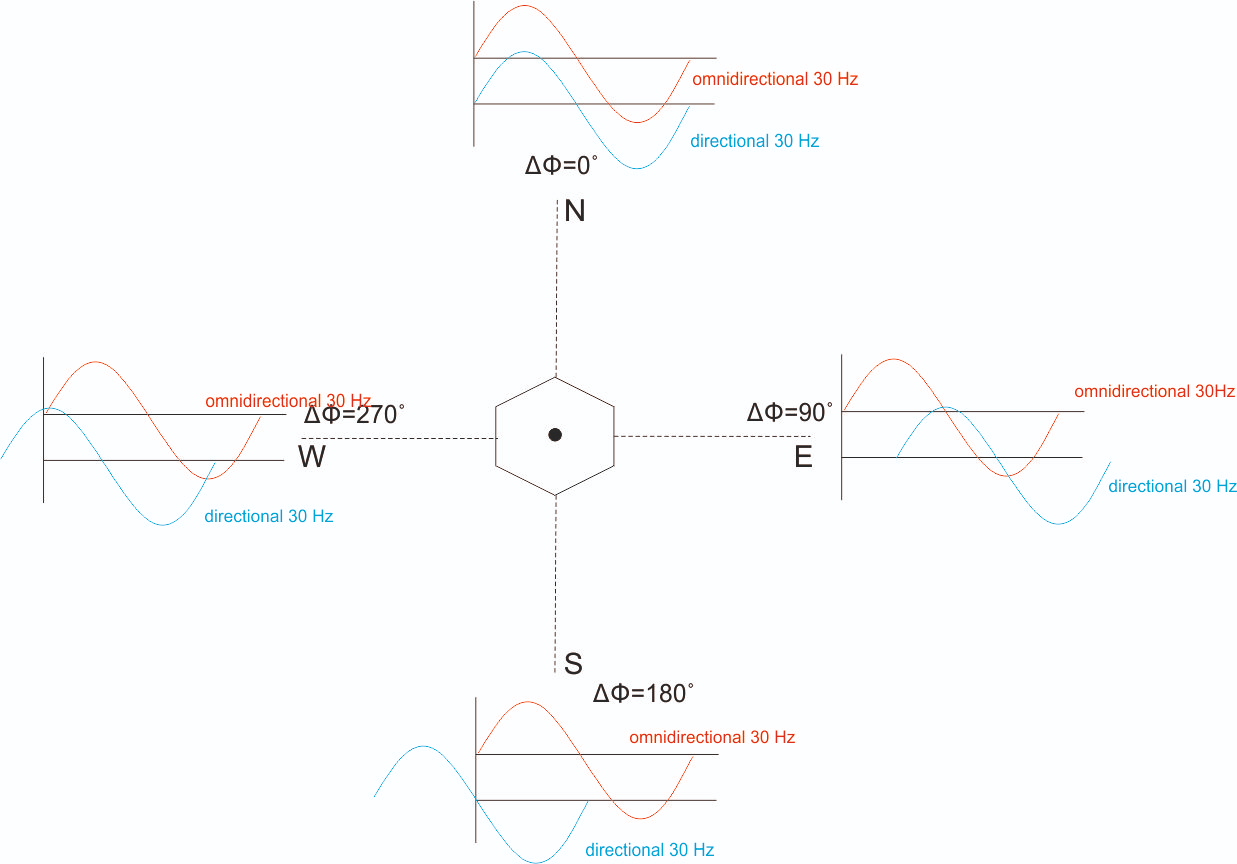 omnidirectional 30 Hz
directional 30 Hz
ΔΦ=0˚
N
omnidirectional 30 Hz
ΔΦ=270˚
W
directional 30 Hz
omnidirectional 30Hz
ΔΦ=90˚
E
directional 30 Hz
S
ΔΦ=180˚
omnidirectional 30 Hz
directional 30 Hz